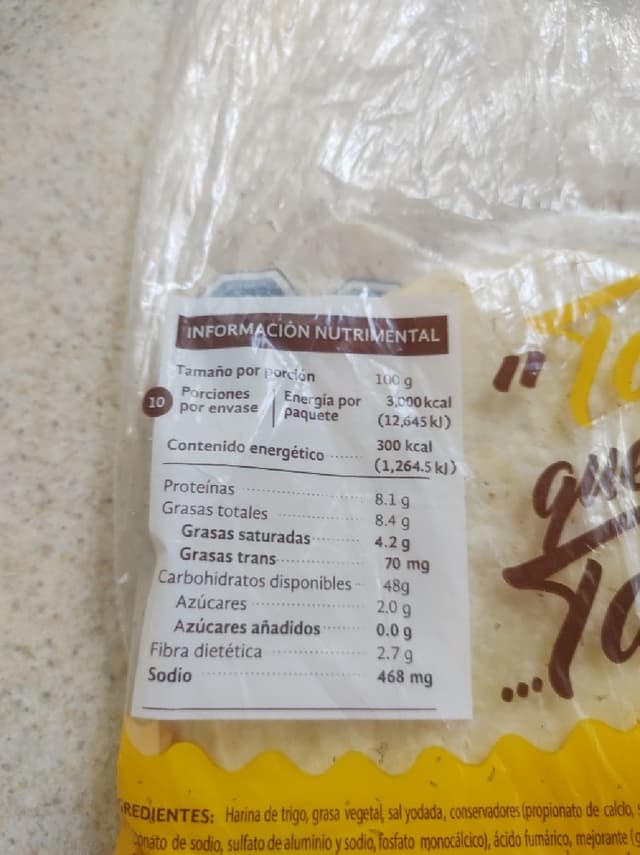 INFORMACIÓN NUTRIMENTAL
Tamaño por porción 100 g
10 Porciones por envase Energía por paquete 3,000 kcal (12,645 kJ)
Contenido energético 300 kcal
(1,264.5 kJ)
Proteínas 8.1 g
Grasas totales 8.4 g
Grasas saturadas 4.2 g
Grasas trans 70 mg
Carbohidratos disponibles 48g
Azúcares 2.0 g
Azúcares añadidos 0.0 g
Fibra dietética 2.7 g
Sodio 468 mg
que
REDIENTES: Harina de trigo, grasa vegetal, sal yodada, conservadores (propionato de calcio,
de sodio, sulfato de aluminio y sodio, fosfato monocálcico), ácido fumárico, mejorante